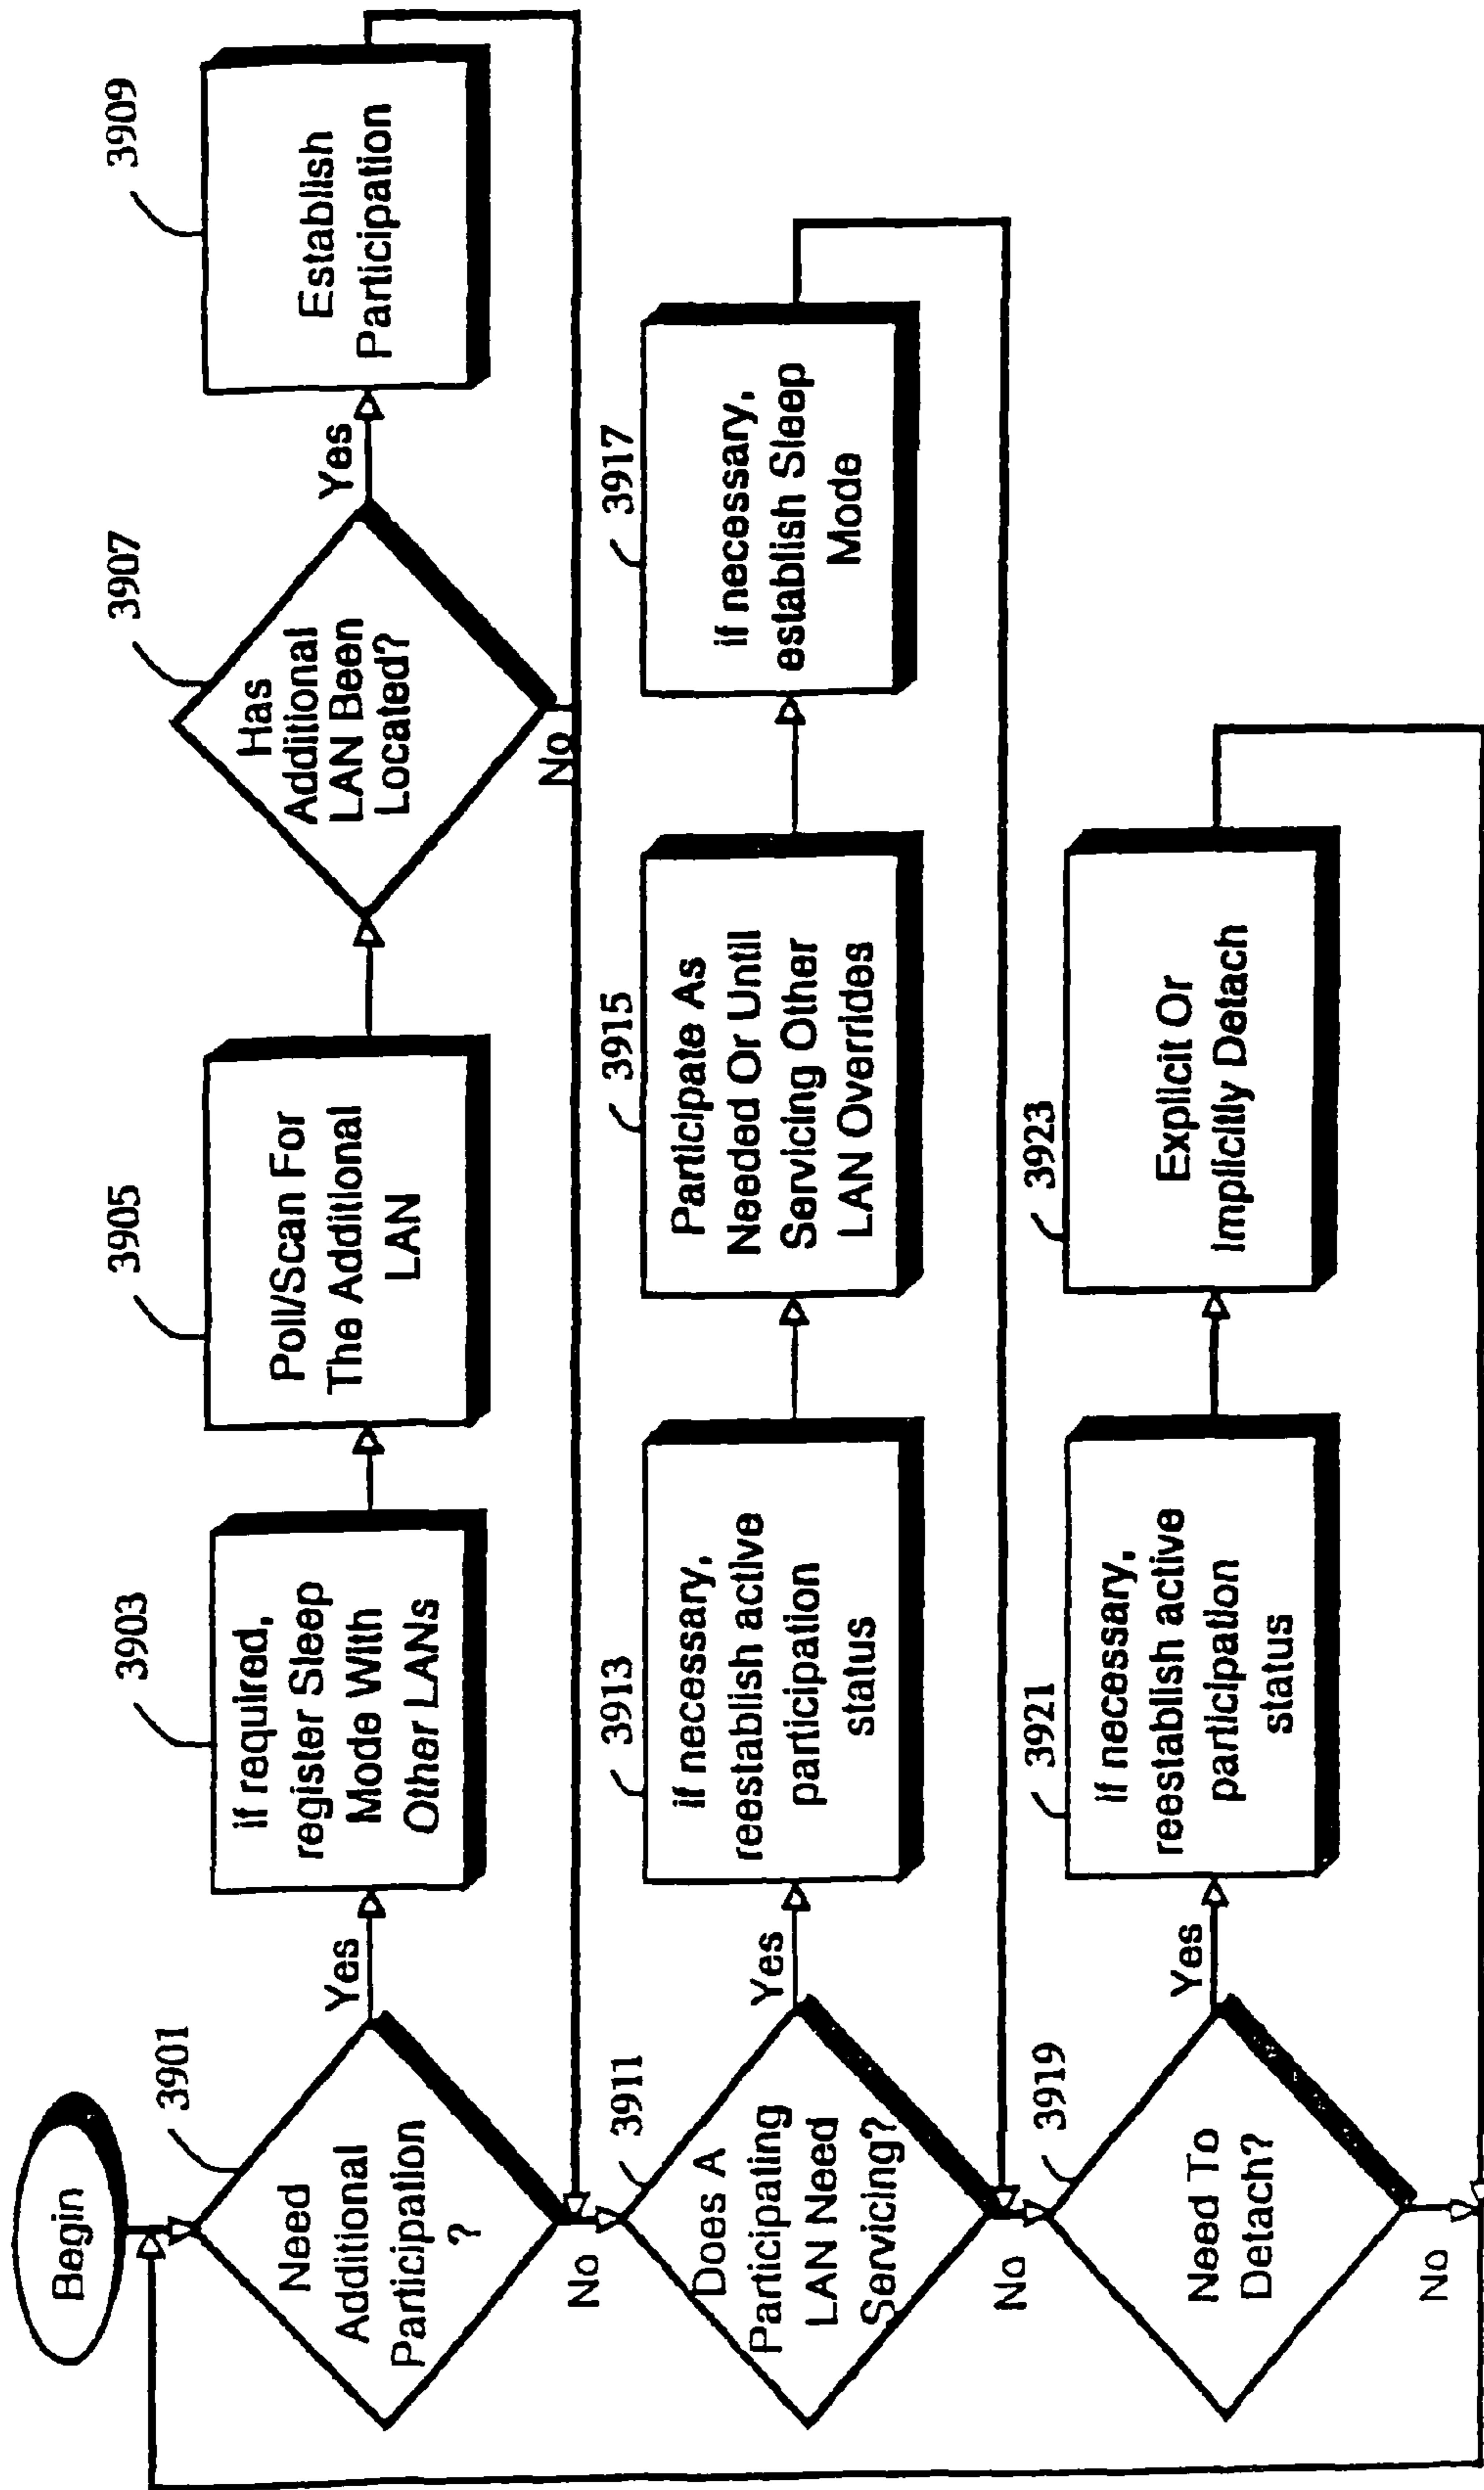 Begin
3901
Need
Additional
Participation
?
Yes
No
3903
If required,
register Sleep
Mode With
Other LANs
3905
Poll/Scan For
The Additional
LAN
3907
Has
Additional
LAN Been
Located?
Yes
No
3909
Establish
Participation
3911
Does A
Participating
LAN Need
Servicing?
Yes
No
3913
If necessary,
reestablish active
participation
status
3915
Participate As
Needed Or Until
Servicing Other
LAN Overrides
3917
If necessary,
establish Sleep
Mode
3919
Need To
Detach?
Yes
No
3921
If necessary,
reestablish active
participation
status
3923
Explicit Or
Implicitly Detach